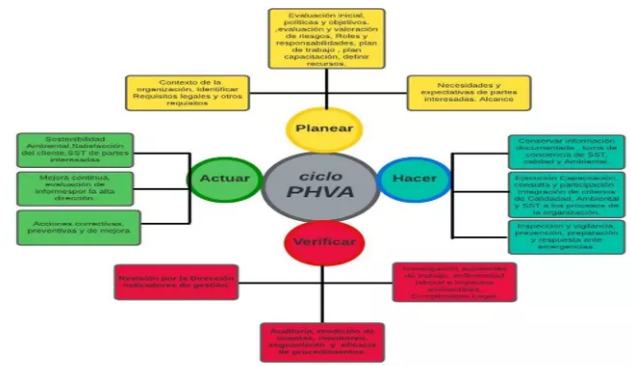 Evaluación inicial,
políticas y objetivos.
,evaluación y valoración
de riesgos, Roles y
responsabilidades, plan
de trabajo , plan
capacitación, definir
recursos.
Contexto de la
organización, Identificar
Requisitos legales y otros
requisitos
Necesidades y
expectativas de partes
interesadas. Alcance
Planear
Sostenibilidad
Ambiental,Satisfacción
del cliente,SST de partes
interesadas
Mejora continua,
evaluación de
informespor la alta
dirección.
Acciones correctivas,
preventivas y de mejora
Actuar
ciclo
PHVA
Hacer
Conservar información
documentada , toma de
conciencia de SST,
calidad y Ambiental.
Ejecución Capacitación,
consulta y participación
Integración de criterios
de Calidadad, Ambiental
y SST a los procesos de
la organización.
Inspección y vigilancia,
prevención, preparación
y respuesta ante
emergencias.
Verificar
Revisión por la Dirección
indicadores de gestión.
Investigación accidentes
de trabajo, enfermedad
laboral e impactos
ambientales.
Cumplimiento Legal.
Auditoría, rendición de
cuentas, monitoreo,
seguimiento y eficacia
de procedimientos.